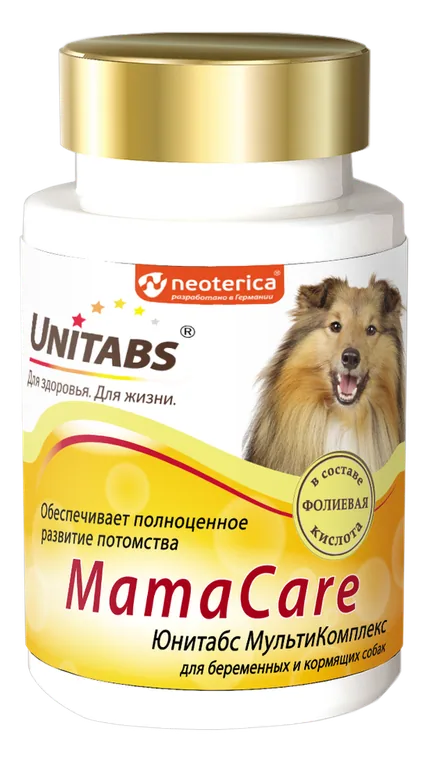 neoterica®
разработано в Германии
UNITABS®
Для здоровья. Для жизни.
в составе
ФОЛИЕВАЯ
кислота
Обеспечивает полноценное
развитие потомства
MamaCare
Юнитабс МультиКомплекс
для беременных и кормящих собак